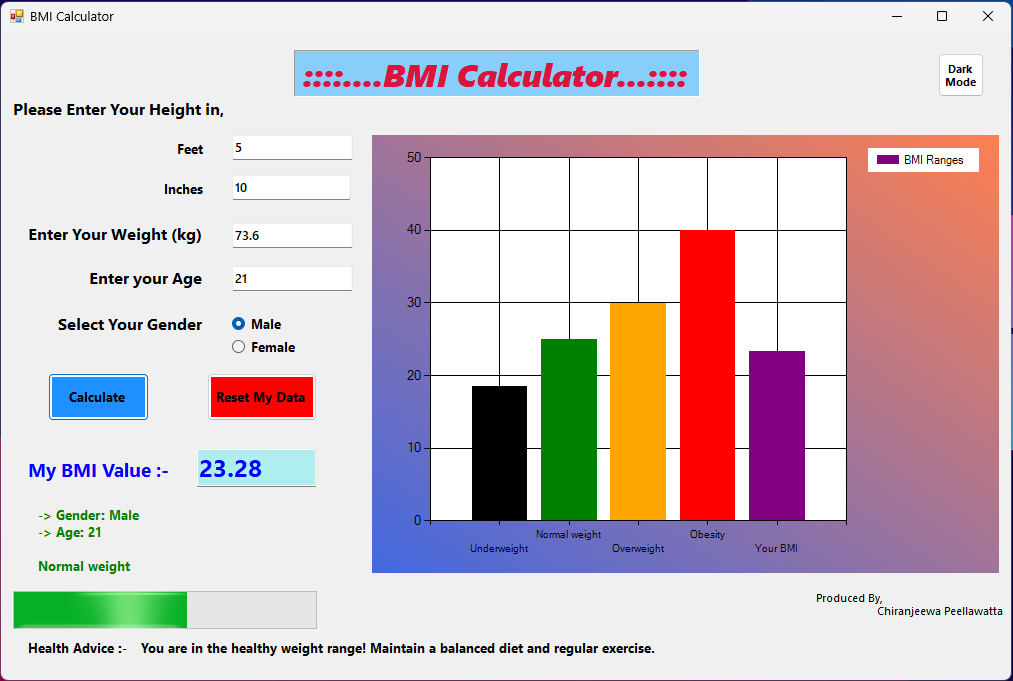 BMI Calculator
::::....BMI Calculator...::::
Dark
Mode
Please Enter Your Height in,
Feet
5
Inches
10
Enter Your Weight (kg)
73.6
Enter your Age
21
Select Your Gender
Male
Female
Calculate
Reset My Data
My BMI Value :-
23.28
-> Gender: Male
-> Age: 21
Normal weight
50
40
30
20
10
0
Underweight
Normal weight
Overweight
Obesity
Your BMI
BMI Ranges
Produced By,
Chiranjeewa Peellawatta
Health Advice :- You are in the healthy weight range! Maintain a balanced diet and regular exercise.